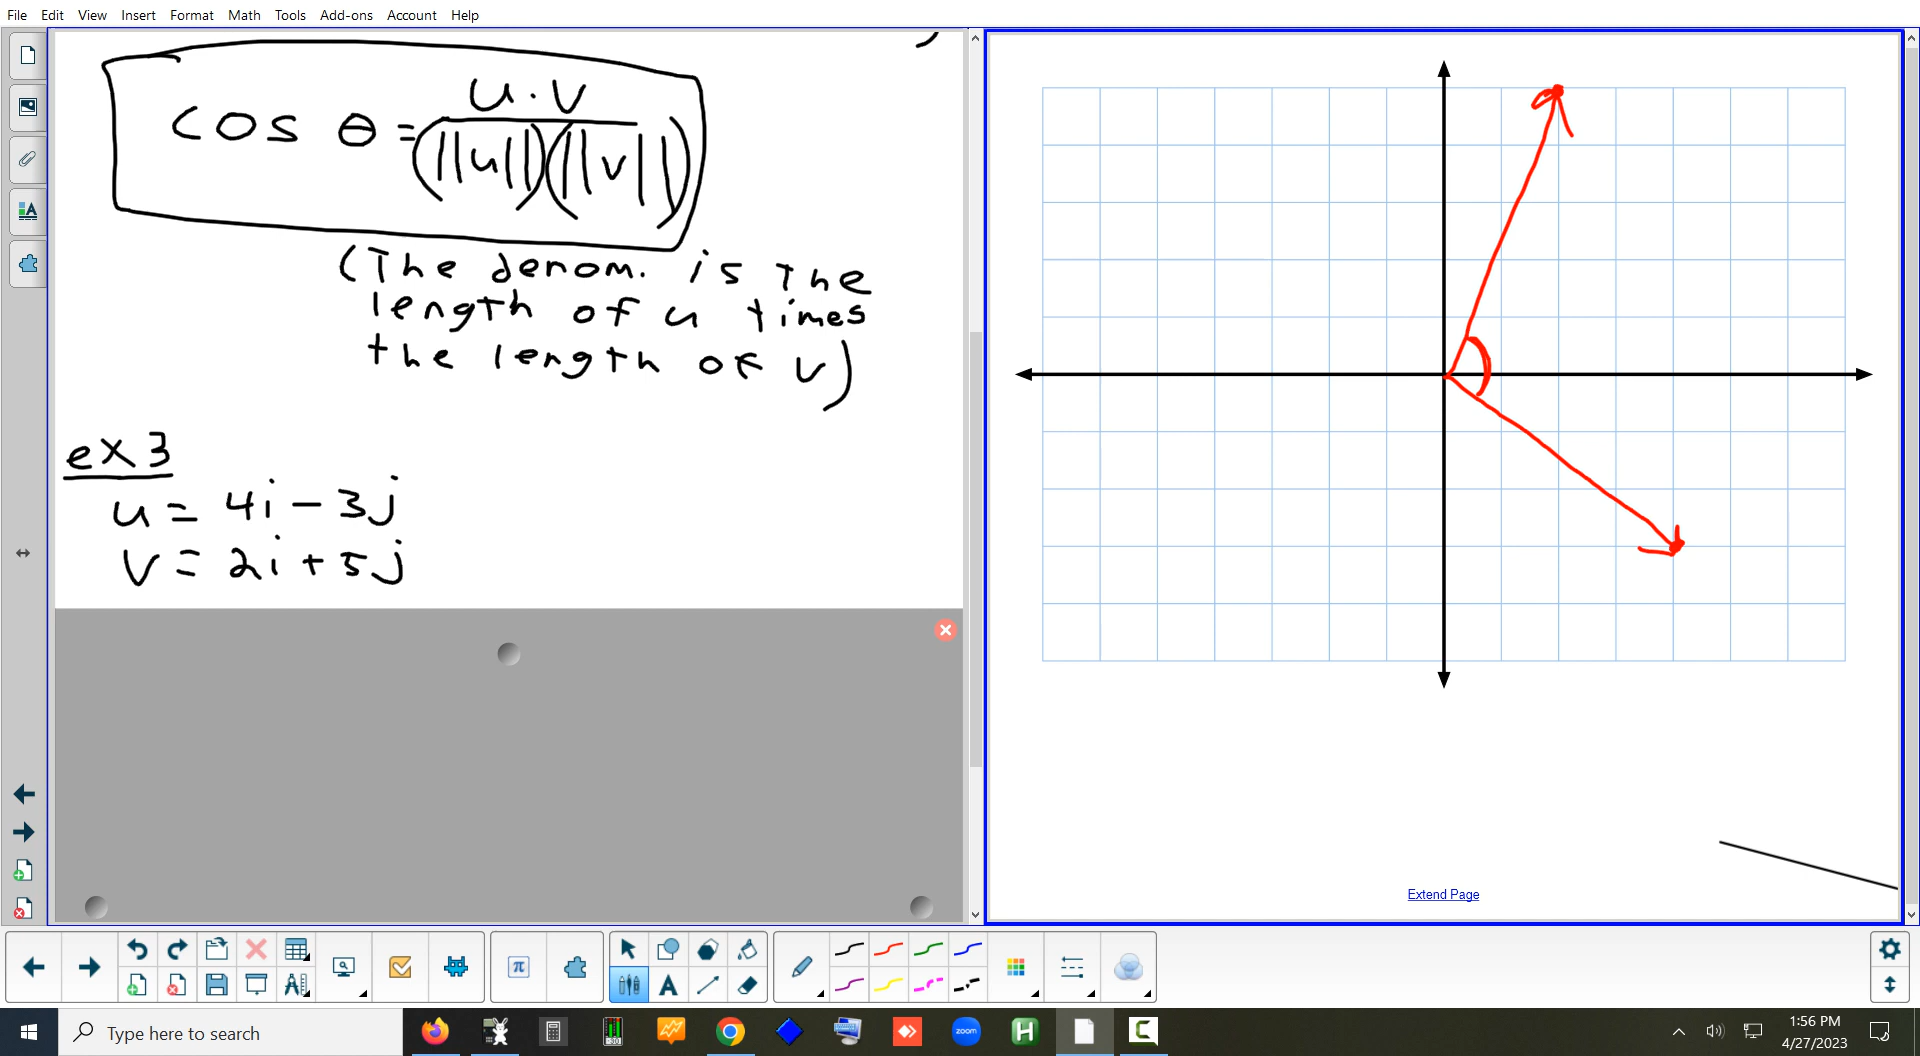 File Edit View Insert Format Math Tools Add-ons Account Help
cos θ = u · v
(||u||)(||v||)
(The denom. is the
length of u times
the length of v)
ex 3
u = 4i - 3j
v = 2i + 5j
Extend Page
π
A
Type here to search
zoom
H
C
1:56 PM
4/27/2023